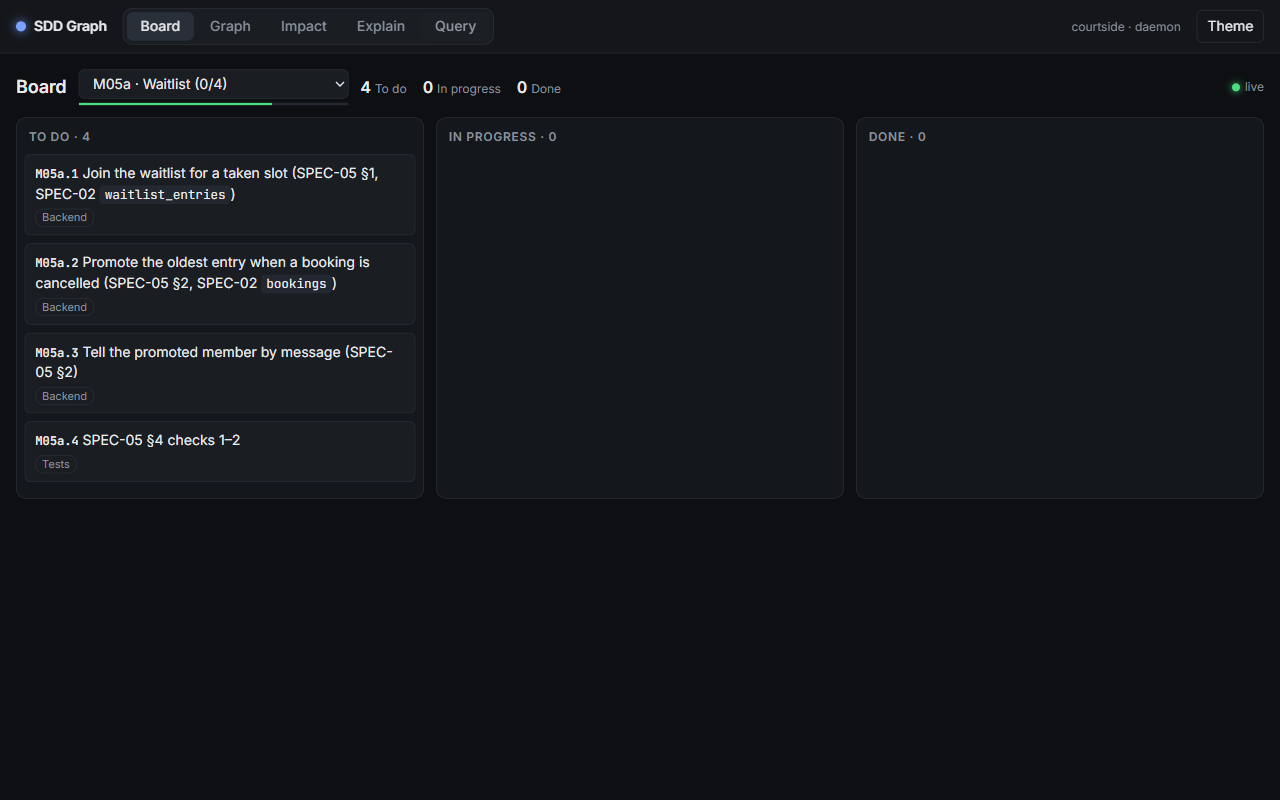 SDD Graph
Board
Graph
Impact
Explain
Query
courtside · daemon
Theme
Board
M05a · Waitlist (0/4)
4 To do
0 In progress
0 Done
live
TO DO · 4
M05a.1 Join the waitlist for a taken slot (SPEC-05 §1,
SPEC-02 waitlist_entries )
Backend
M05a.2 Promote the oldest entry when a booking is
cancelled (SPEC-05 §2, SPEC-02 bookings )
Backend
M05a.3 Tell the promoted member by message (SPEC-
05 §2)
Backend
M05a.4 SPEC-05 §4 checks 1–2
Tests
IN PROGRESS · 0
DONE · 0